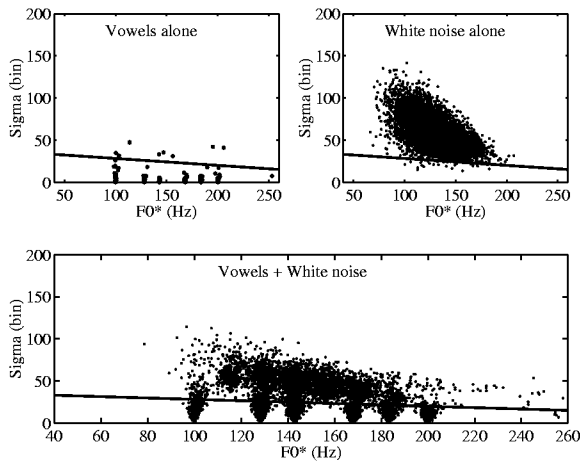 Vowels alone
Sigma (bin)
200
150
100
50
0
50 100 150 200 250
F0* (Hz)
White noise alone
Sigma (bin)
200
150
100
50
0
50 100 150 200 250
F0* (Hz)
Vowels + White noise
Sigma (bin)
200
150
100
50
0
40 60 80 100 120 140 160 180 200 220 240 260
F0* (Hz)